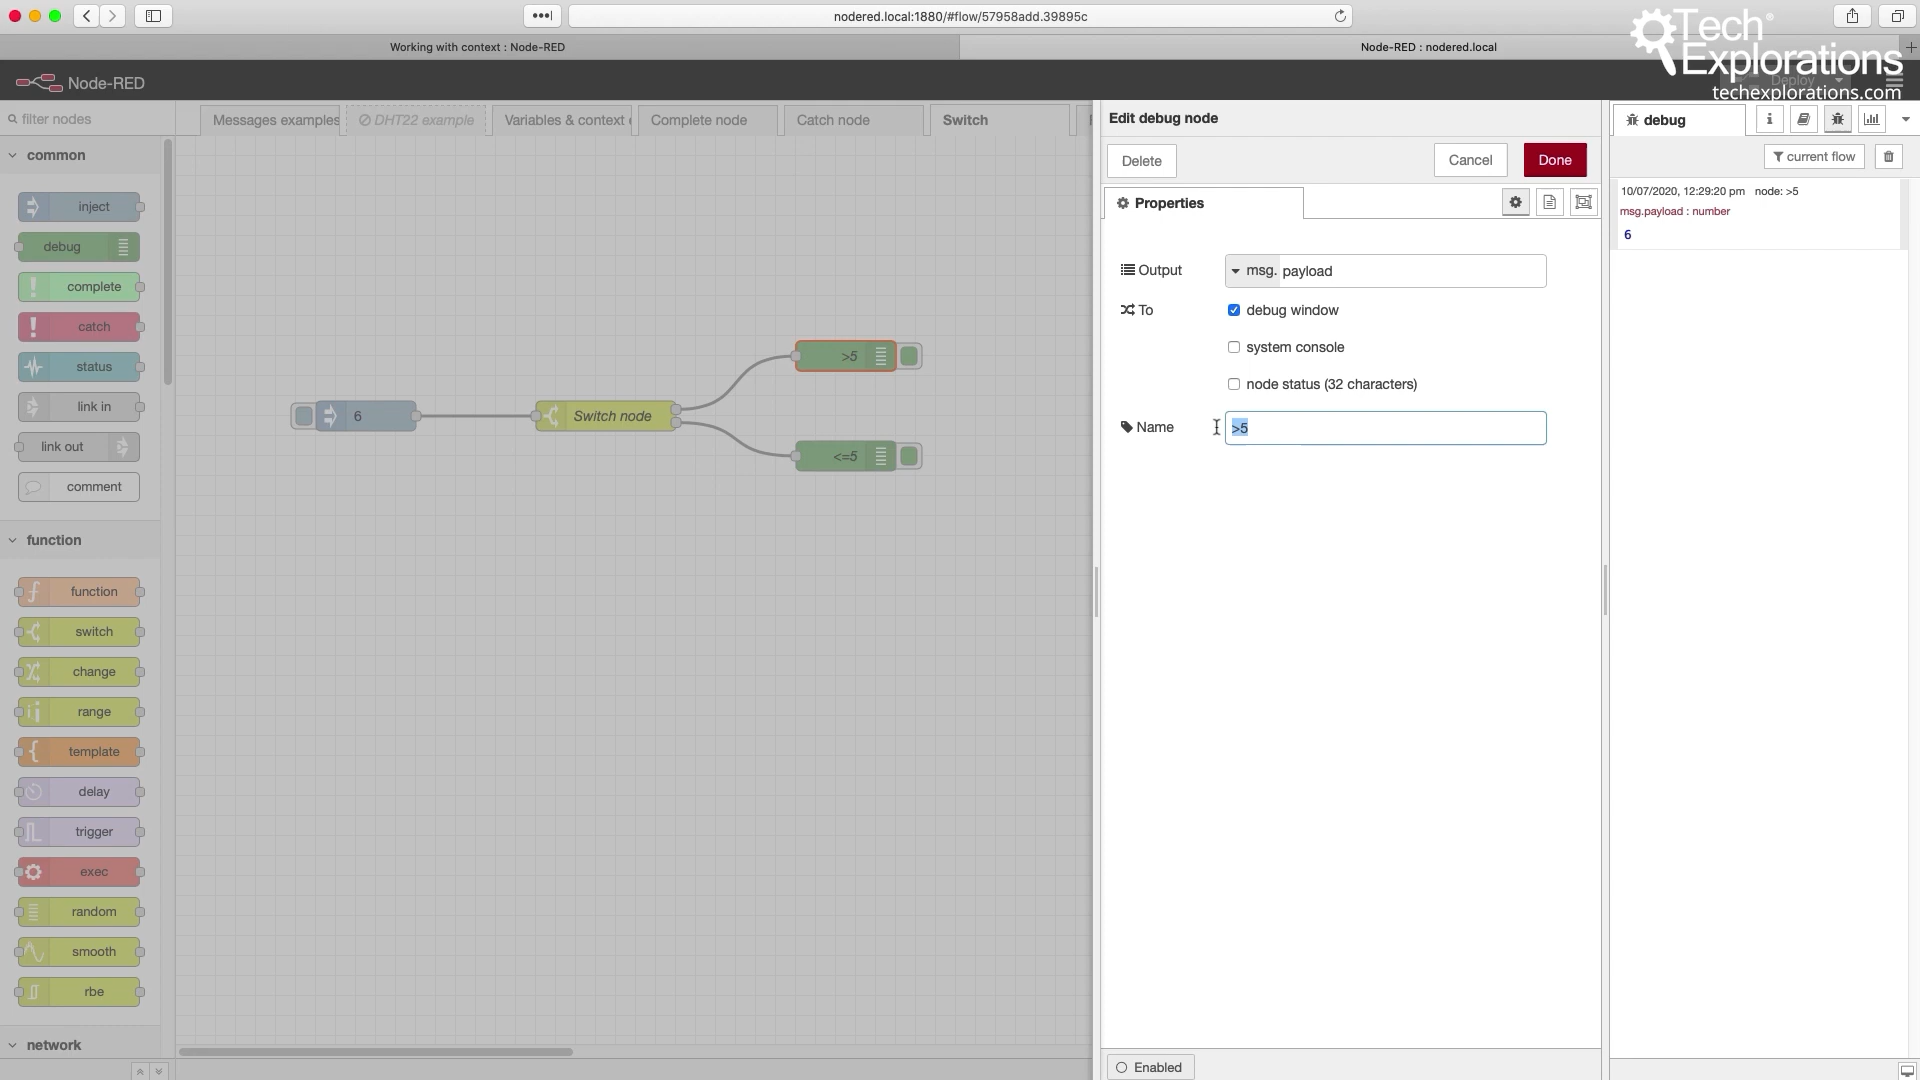 nodered.local:1880/#flow/57958add.39895c
Working with context : Node-RED
Node-RED : nodered.local
Tech
Explorations
techexplorations.com
Node-RED
Deploy
filter nodes
Messages examples
DHT22 example
Variables & context
Complete node
Catch node
Switch
common
inject
debug
complete
catch
status
link in
link out
comment
function
function
switch
change
range
template
delay
trigger
exec
random
smooth
rbe
network
6
Switch node
>5
<=5
Edit debug node
Delete
Cancel
Done
Properties
Output
msg. payload
To
debug window
system console
node status (32 characters)
Name
>5
Enabled
debug
current flow
10/07/2020, 12:29:20 pm node: >5
msg.payload : number
6